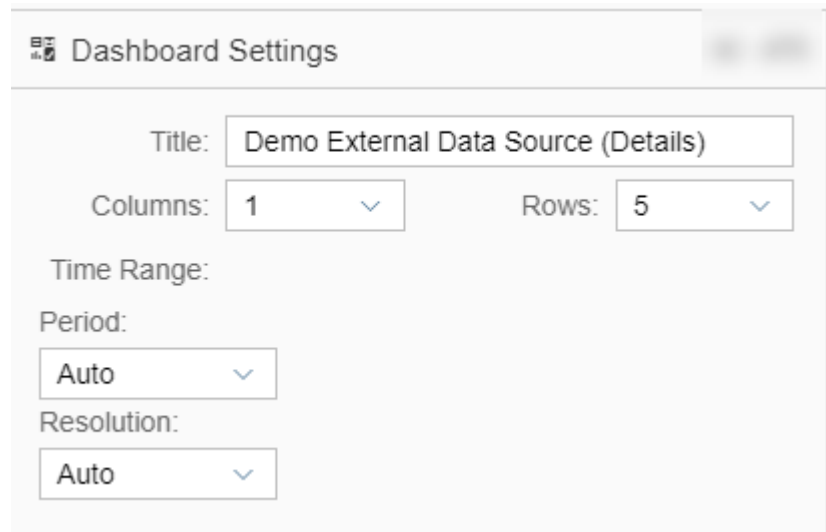 Dashboard Settings
Title: Demo External Data Source (Details)
Columns: 1 Rows: 5
Time Range:
Period:
Auto
Resolution:
Auto